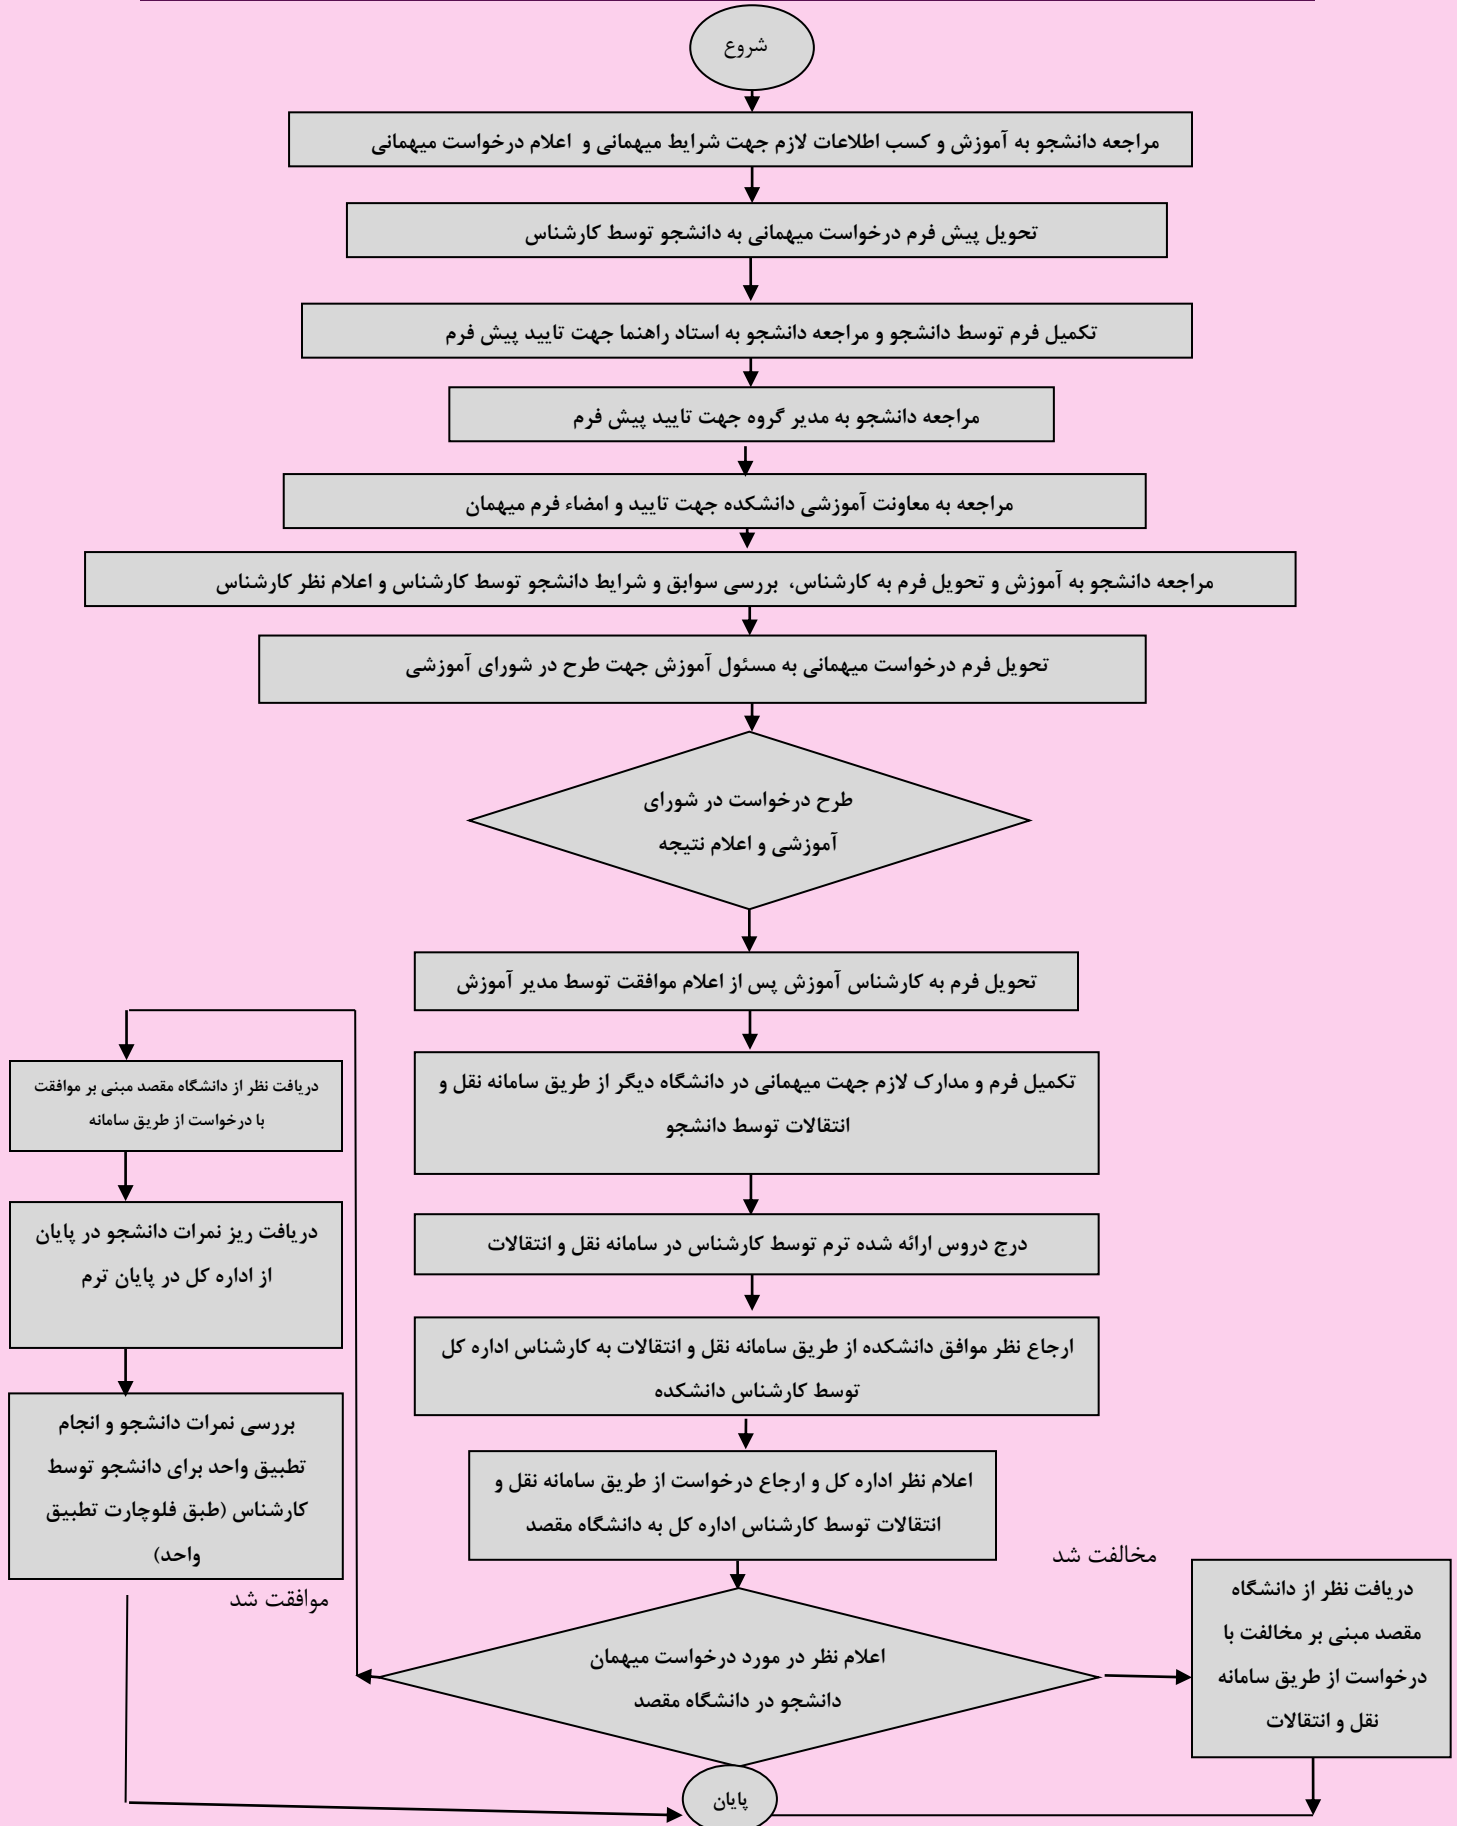 شروع
مراجعه دانشجو به آموزش و کسب اطلاعات لازم جهت شرایط میهمانی و اعلام درخواست میهمانی
تحویل پیش فرم درخواست میهمانی به دانشجو توسط کارشناس
تکمیل فرم توسط دانشجو و مراجعه دانشجو به استاد راهنما جهت تایید پیش فرم
مراجعه دانشجو به مدیر گروه جهت تایید پیش فرم
مراجعه به معاونت آموزشی دانشکده جهت تایید و امضاء فرم میهمان
مراجعه دانشجو به آموزش و تحویل فرم به کارشناس، بررسی سوابق و شرایط دانشجو توسط کارشناس و اعلام نظر کارشناس
تحویل فرم درخواست میهمانی به مسئول آموزش جهت طرح در شورای آموزشی
طرح درخواست در شورای
آموزشی و اعلام نتیجه
تحویل فرم به کارشناس آموزش پس از اعلام موافقت توسط مدیر آموزش
تکمیل فرم و مدارک لازم جهت میهمانی در دانشگاه دیگر از طریق سامانه نقل و
انتقالات توسط دانشجو
درج دروس ارائه شده ترم توسط کارشناس در سامانه نقل و انتقالات
ارجاع نظر موافق دانشکده از طریق سامانه نقل و انتقالات به کارشناس اداره کل
توسط کارشناس دانشکده
اعلام نظر اداره کل و ارجاع درخواست از طریق سامانه نقل و
انتقالات توسط کارشناس اداره کل به دانشگاه مقصد
اعلام نظر در مورد درخواست میهمان
دانشجو در دانشگاه مقصد
مخالفت شد
دریافت نظر از دانشگاه
مقصد مبنی بر مخالفت با
درخواست از طریق سامانه
نقل و انتقالات
موافقت شد
دریافت نظر از دانشگاه مقصد مبنی بر موافقت
با درخواست از طریق سامانه
دریافت ریز نمرات دانشجو در پایان
از اداره کل در پایان ترم
بررسی نمرات دانشجو و انجام
تطبیق واحد برای دانشجو توسط
کارشناس (طبق فلوچارت تطبیق
واحد)
پایان